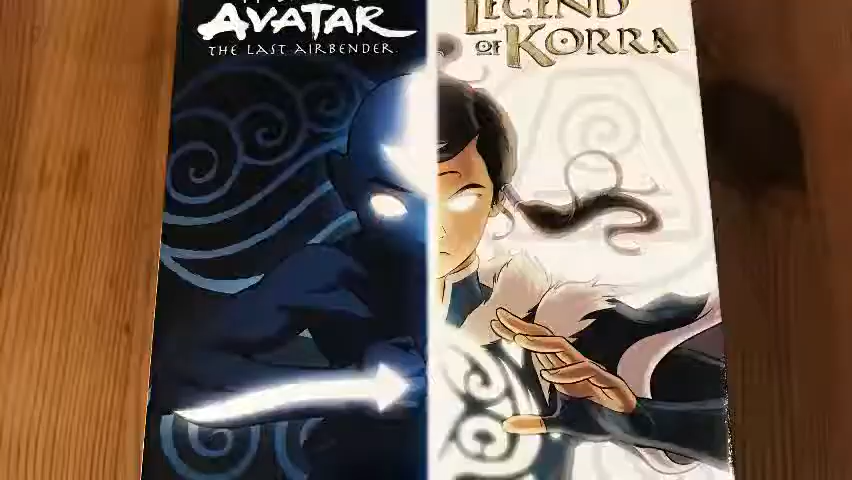 AVATAR
THE LAST AIRBENDER.
LEGEND
OF KORRA